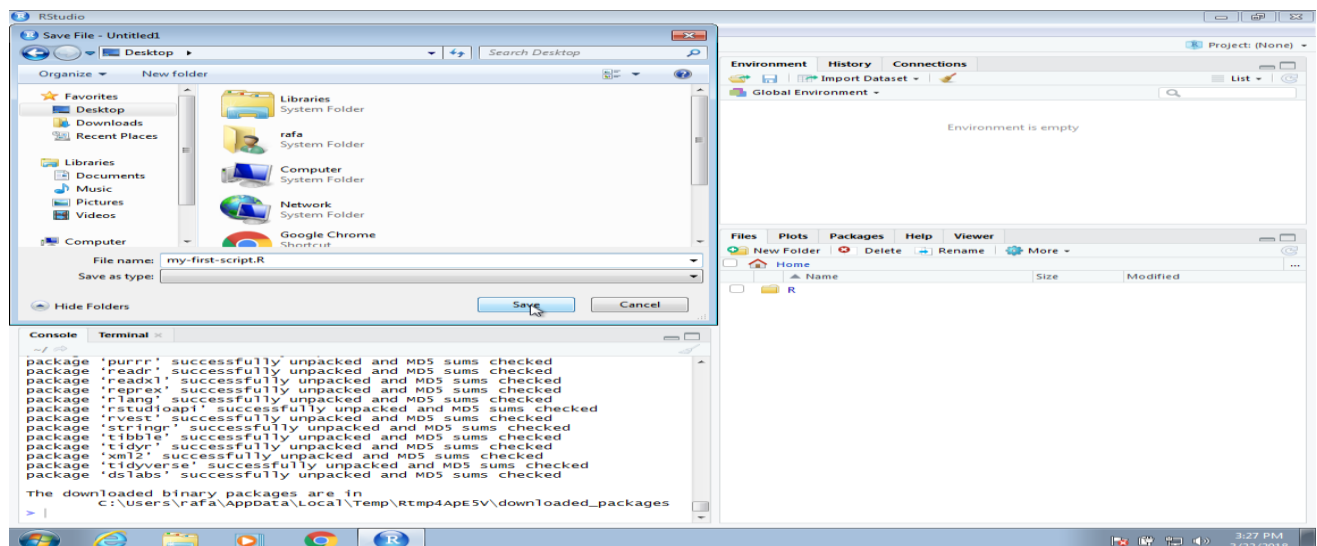 RStudio
Save File - Untitled1
Desktop
Search Desktop
Organize
New folder
Favorites
Desktop
Downloads
Recent Places
Libraries
Documents
Music
Pictures
Videos
Computer
Libraries
System Folder
rafa
System Folder
Computer
System Folder
Network
System Folder
Google Chrome
Shortcut
File name: my-first-script.R
Save as type:
Hide Folders
Save
Cancel
Project: (None)
Environment History Connections
Import Dataset
List
Global Environment
Environment is empty
Files Plots Packages Help Viewer
New Folder Delete Rename More
Home ...
Name Size Modified
R
Console Terminal
~/
package 'purrr' successfully unpacked and MD5 sums checked
package 'readr' successfully unpacked and MD5 sums checked
package 'readxl' successfully unpacked and MD5 sums checked
package 'reprex' successfully unpacked and MD5 sums checked
package 'rlang' successfully unpacked and MD5 sums checked
package 'rstudioapi' successfully unpacked and MD5 sums checked
package 'rvest' successfully unpacked and MD5 sums checked
package 'stringr' successfully unpacked and MD5 sums checked
package 'tibble' successfully unpacked and MD5 sums checked
package 'tidyr' successfully unpacked and MD5 sums checked
package 'xml2' successfully unpacked and MD5 sums checked
package 'tidyverse' successfully unpacked and MD5 sums checked
package 'dslabs' successfully unpacked and MD5 sums checked
The downloaded binary packages are in
C:\Users\rafa\AppData\Local\Temp\Rtmp4ApE5V\downloaded_packages
>
3:27 PM